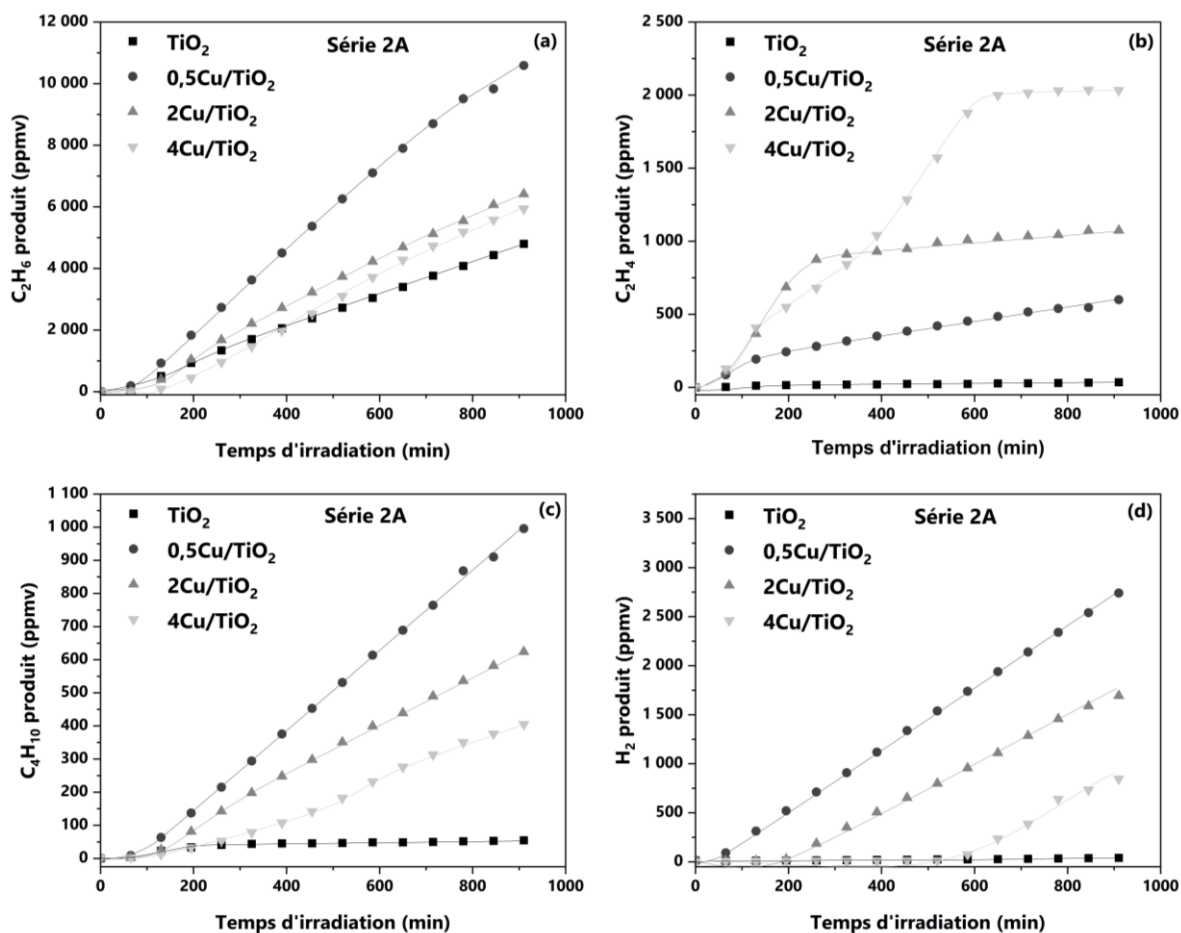 (a)
Série 2A
TiO₂
0,5Cu/TiO₂
2Cu/TiO₂
4Cu/TiO₂
C₂H₆ produit (ppmv)
12 000
10 000
8 000
6 000
4 000
2 000
0
0 200 400 600 800 1000
Temps d'irradiation (min)
(b)
Série 2A
TiO₂
0,5Cu/TiO₂
2Cu/TiO₂
4Cu/TiO₂
C₂H₄ produit (ppmv)
2 500
2 000
1 500
1 000
500
0
0 200 400 600 800 1000
Temps d'irradiation (min)
(c)
Série 2A
TiO₂
0,5Cu/TiO₂
2Cu/TiO₂
4Cu/TiO₂
C₄H₁₀ produit (ppmv)
1 100
1 000
900
800
700
600
500
400
300
200
100
0
0 200 400 600 800 1000
Temps d'irradiation (min)
(d)
Série 2A
TiO₂
0,5Cu/TiO₂
2Cu/TiO₂
4Cu/TiO₂
H₂ produit (ppmv)
3 500
3 000
2 500
2 000
1 500
1 000
500
0
0 200 400 600 800 1000
Temps d'irradiation (min)